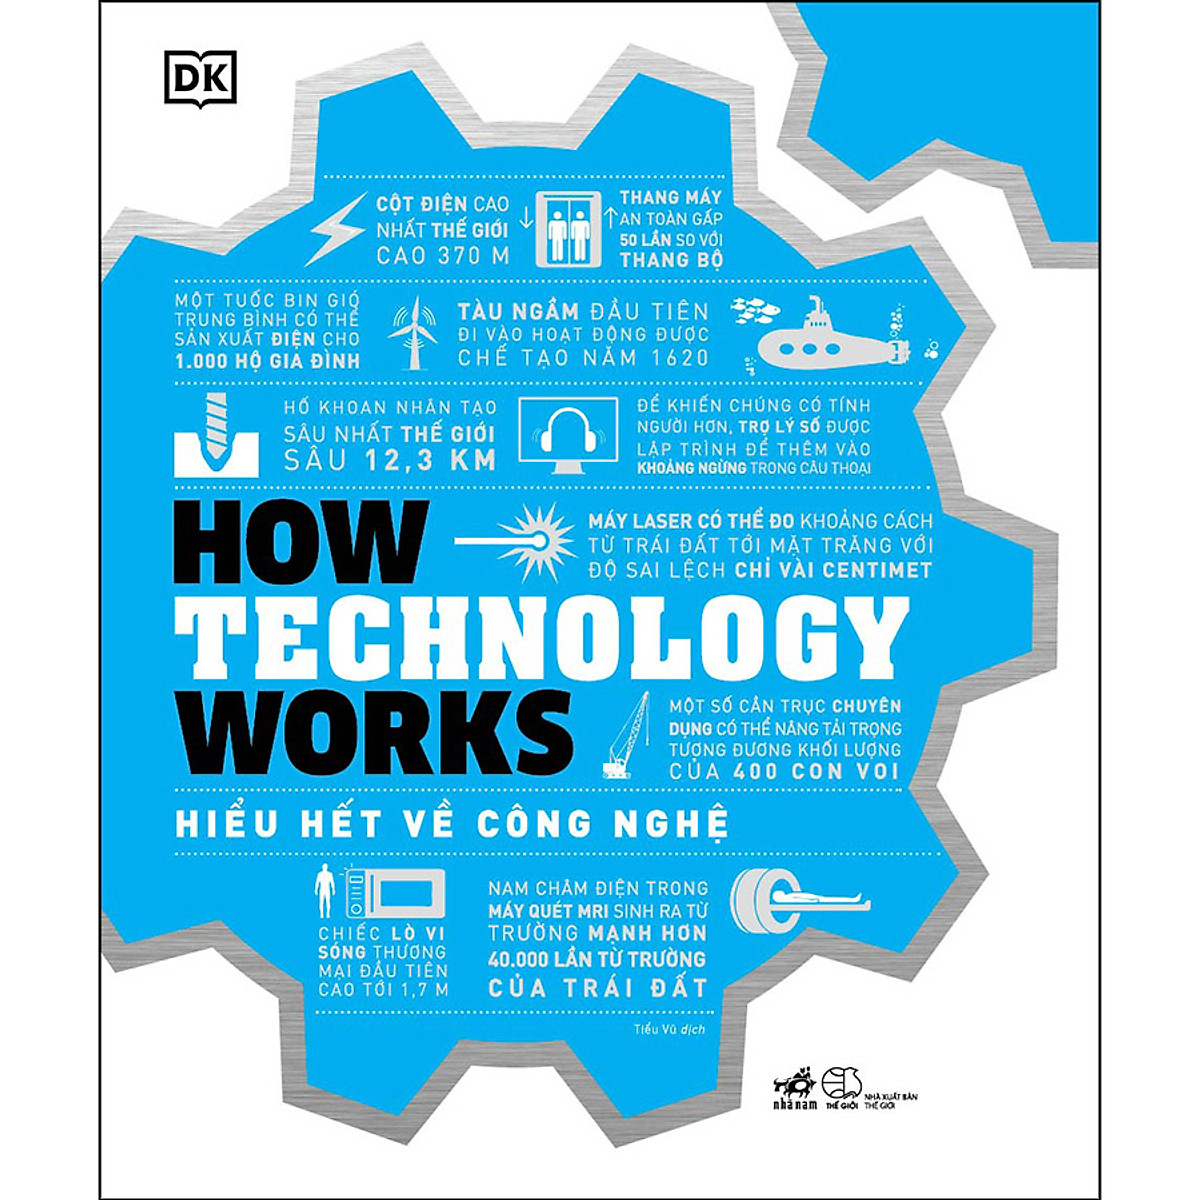 DK
CỘT ĐIỆN CAO
NHẤT THẾ GIỚI
CAO 370 M
THANG MÁY
AN TOÀN GẤP
50 LẦN SO VỚI
THANG BỘ
MỘT TUỐC BIN GIÓ
TRUNG BÌNH CÓ THỂ
SẢN XUẤT ĐIỆN CHO
1.000 HỘ GIA ĐÌNH
TÀU NGẦM ĐẦU TIÊN
ĐI VÀO HOẠT ĐỘNG ĐƯỢC
CHẾ TẠO NĂM 1620
HỐ KHOAN NHÂN TẠO
SÂU NHẤT THẾ GIỚI
SÂU 12,3 KM
ĐỂ KHIẾN CHÚNG CÓ TÍNH
NGƯỜI HƠN, TRỢ LÝ SỐ ĐƯỢC
LẬP TRÌNH ĐỂ THÊM VÀO
KHOẢNG NGỪNG TRONG CÂU THOẠI
HOW
MÁY LASER CÓ THỂ ĐO KHOẢNG CÁCH
TỪ TRÁI ĐẤT TỚI MẶT TRĂNG VỚI
ĐỘ SAI LỆCH CHỈ VÀI CENTIMET
TECHNOLOGY
WORKS
MỘT SỐ CẦN TRỤC CHUYÊN
DỤNG CÓ THỂ NÂNG TẢI TRỌNG
TƯƠNG ĐƯƠNG KHỐI LƯỢNG
CỦA 400 CON VOI
HIỂU HẾT VỀ CÔNG NGHỆ
CHIẾC LÒ VI
SÓNG THƯƠNG
MẠI ĐẦU TIÊN
CAO TỚI 1,7 M
NAM CHÂM ĐIỆN TRONG
MÁY QUÉT MRI SINH RA TỪ
TRƯỜNG MẠNH HƠN
40.000 LẦN TỪ TRƯỜNG
CỦA TRÁI ĐẤT
Tiểu Vũ dịch
nhã nam
THẾ GIỚI
NHÀ XUẤT BẢN
THẾ GIỚI